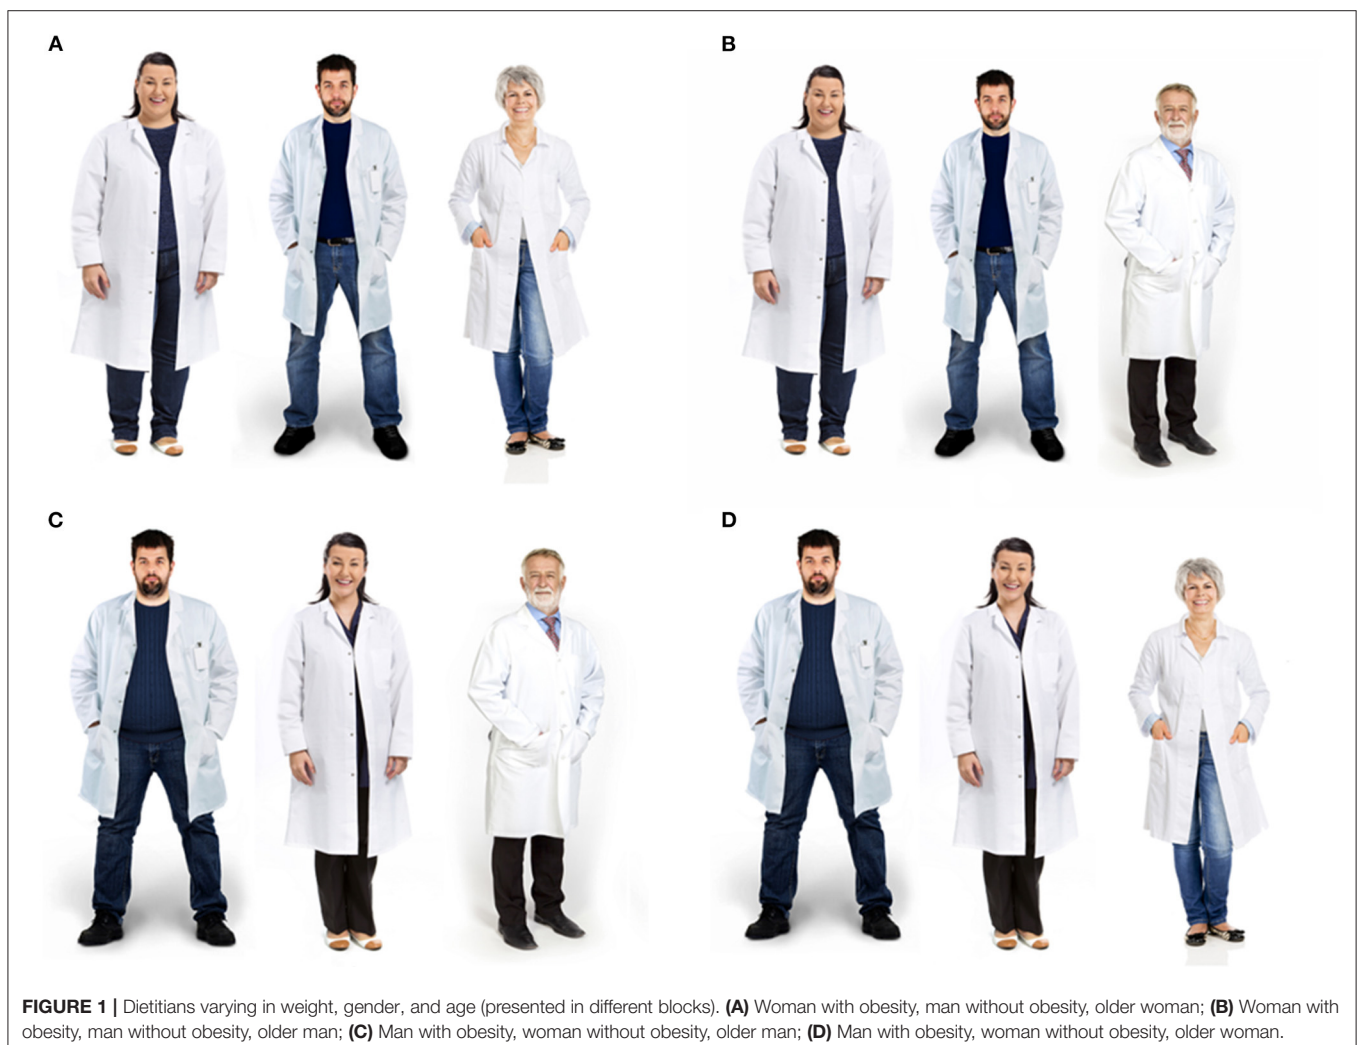 A
B
C
D
FIGURE 1 | Dietitians varying in weight, gender, and age (presented in different blocks). (A) Woman with obesity, man without obesity, older woman; (B) Woman with
obesity, man without obesity, older man; (C) Man with obesity, woman without obesity, older man; (D) Man with obesity, woman without obesity, older woman.